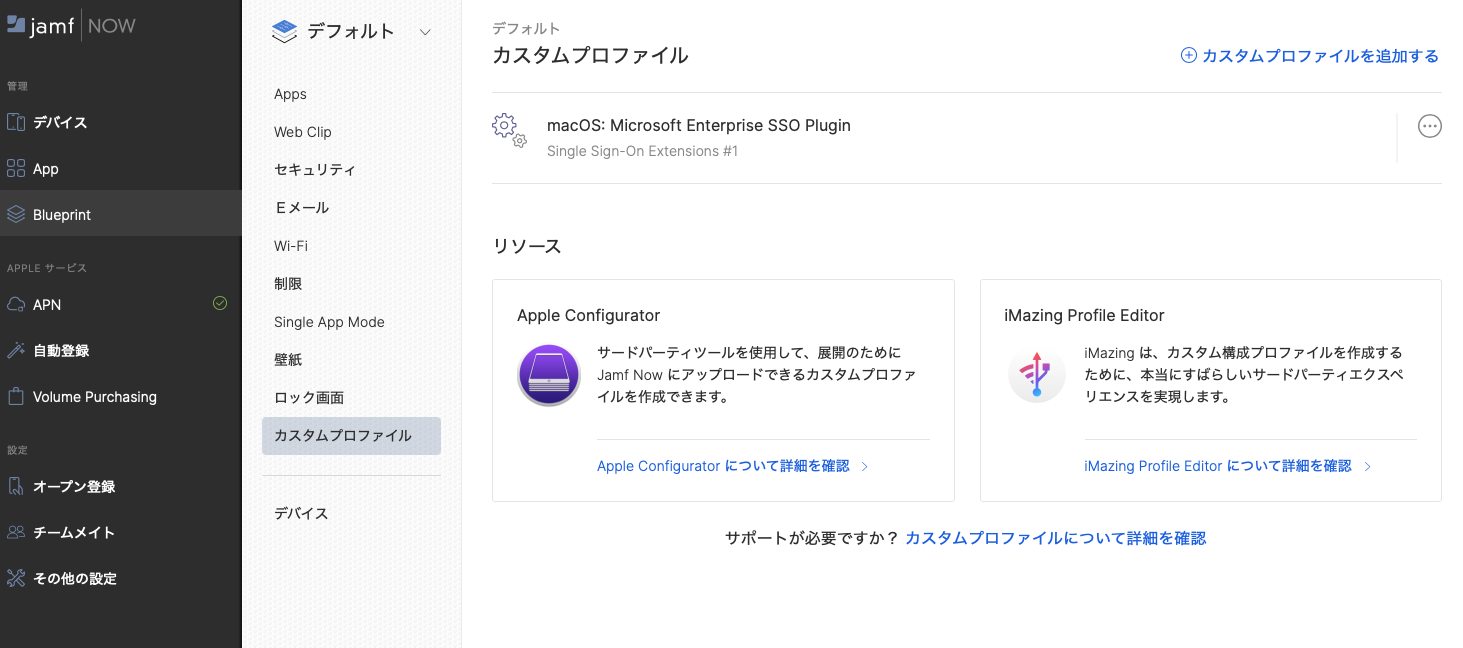 jamf NOW
管理
デバイス
App
Blueprint
APPLE サービス
APN
自動登録
Volume Purchasing
設定
オープン登録
チームメイト
その他の設定
デフォルト
Apps
Web Clip
セキュリティ
Ｅメール
Wi-Fi
制限
Single App Mode
壁紙
ロック画面
カスタムプロファイル
デバイス
デフォルト
カスタムプロファイル
カスタムプロファイルを追加する
macOS: Microsoft Enterprise SSO Plugin
Single Sign-On Extensions #1
リソース
Apple Configurator
サードパーティツールを使用して、展開のために
Jamf Now にアップロードできるカスタムプロファ
イルを作成できます。
Apple Configurator について詳細を確認
iMazing Profile Editor
iMazing は、カスタム構成プロファイルを作成する
ために、本当にすばらしいサードパーティエクスペ
リエンスを実現します。
iMazing Profile Editor について詳細を確認
サポートが必要ですか？ カスタムプロファイルについて詳細を確認